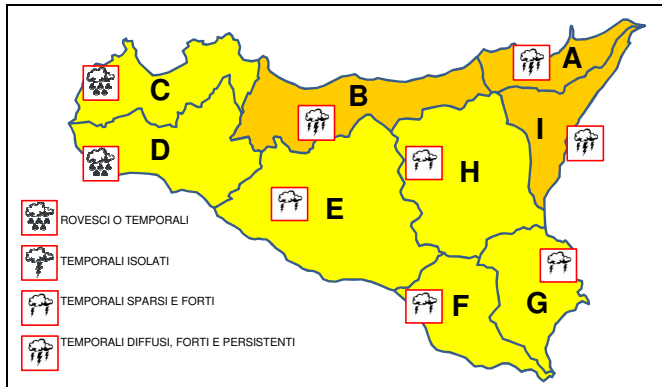 A
B
C
I
D
H
E
ROVESCI O TEMPORALI
TEMPORALI ISOLATI
TEMPORALI SPARSI E FORTI
F
G
TEMPORALI DIFFUSI, FORTI E PERSISTENTI